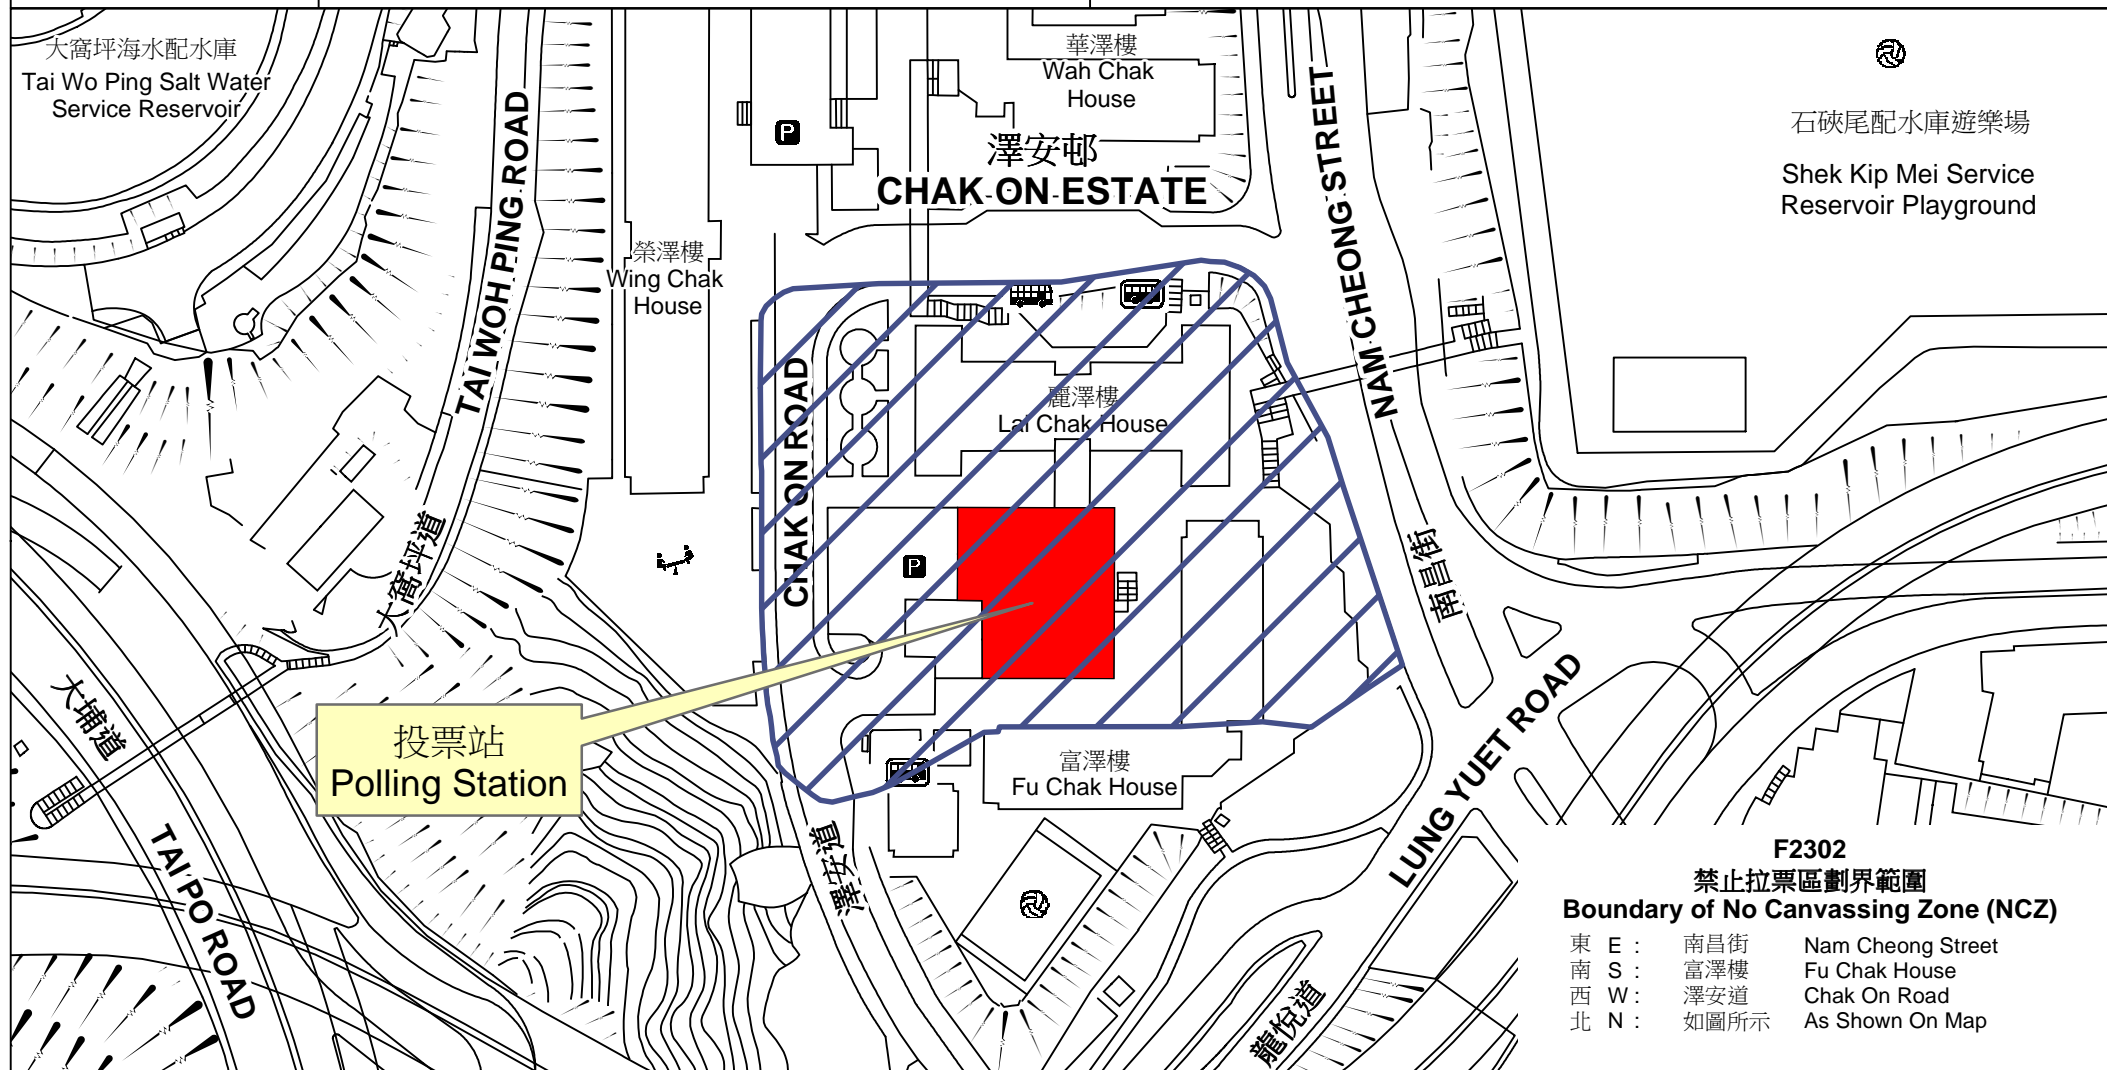 大窩坪海水配水庫
Tai Wo Ping Salt Water
Service Reservoir
TAI WOH PING ROAD
大窩坪道
榮澤樓
Wing Chak
House
P
華澤樓
Wah Chak
House
澤安邨
CHAK ON ESTATE
NAM CHEONG STREET
南昌街
石硤尾配水庫遊樂場
Shek Kip Mei Service
Reservoir Playground
CHAK ON ROAD
澤安道
麗澤樓
Lai Chak House
P
投票站
Polling Station
富澤樓
Fu Chak House
大埔道
TAI PO ROAD
LUNG YUET ROAD
龍悅道
F2302
禁止拉票區劃界範圍
Boundary of No Canvassing Zone (NCZ)
東 E : 南昌街 Nam Cheong Street
南 S : 富澤樓 Fu Chak House
西 W : 澤安道 Chak On Road
北 N : 如圖所示 As Shown On Map